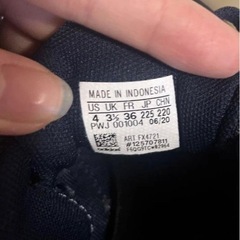 MADE IN INDONESIA
US UK FR JP CHN
4 3½ 36 225 220
PWJ 001004 06/20
ART FX4721
#125707811
adidas